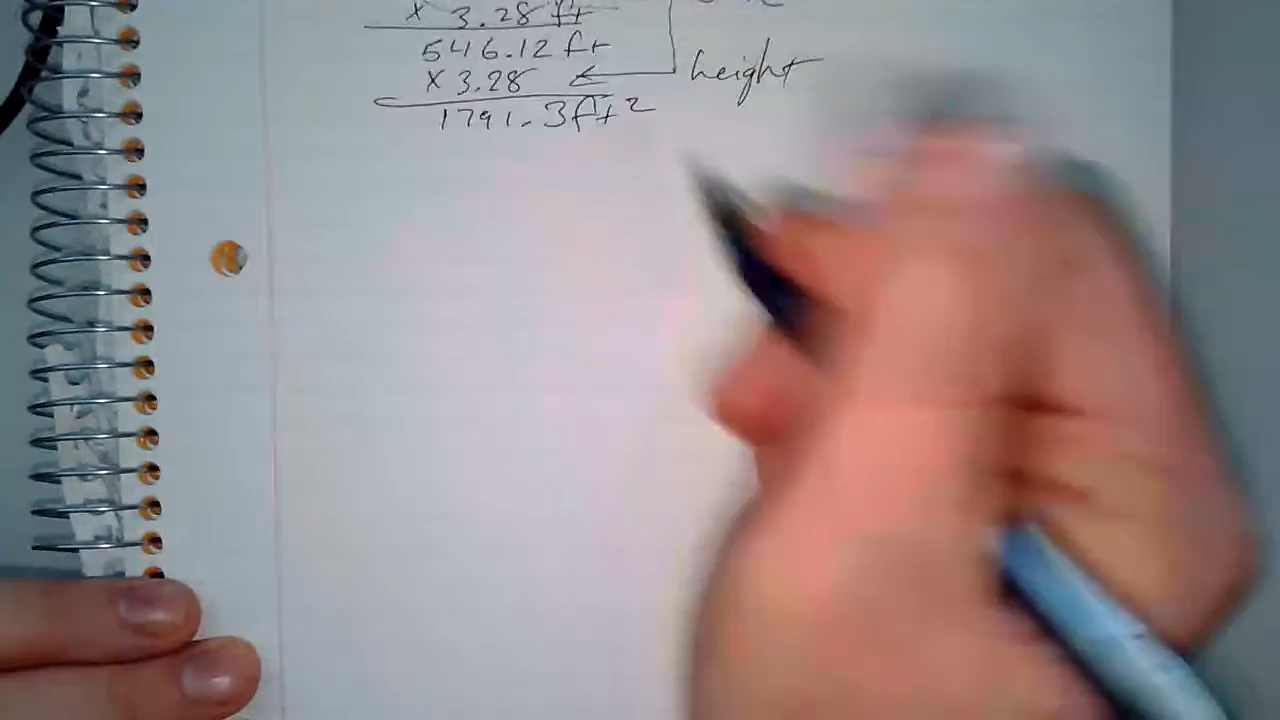 x 3.28 ft
546.12 ft
x 3.28
height
1791.3ft²